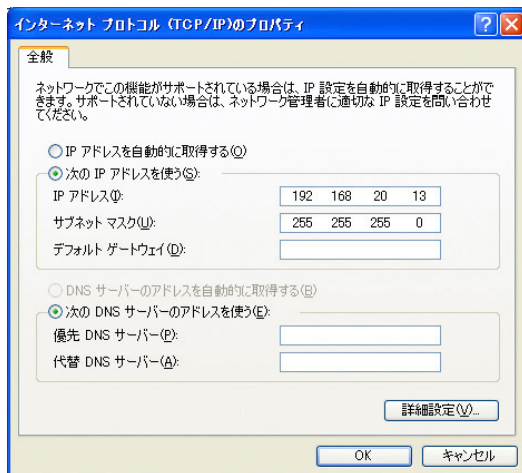 インターネット プロトコル (TCP/IP)のプロパティ
全般
ネットワークでこの機能がサポートされている場合は、IP 設定を自動的に取得することがで
きます。サポートされていない場合は、ネットワーク管理者に適切な IP 設定を問い合わせ
てください。
IP アドレスを自動的に取得する(O)
次の IP アドレスを使う(S):
IP アドレス(I): 192 168 20 13
サブネット マスク(U): 255 255 255 0
デフォルト ゲートウェイ(D):
DNS サーバーのアドレスを自動的に取得する(B)
次の DNS サーバーのアドレスを使う(E):
優先 DNS サーバー(P):
代替 DNS サーバー(A):
詳細設定(V)...
OK キャンセル